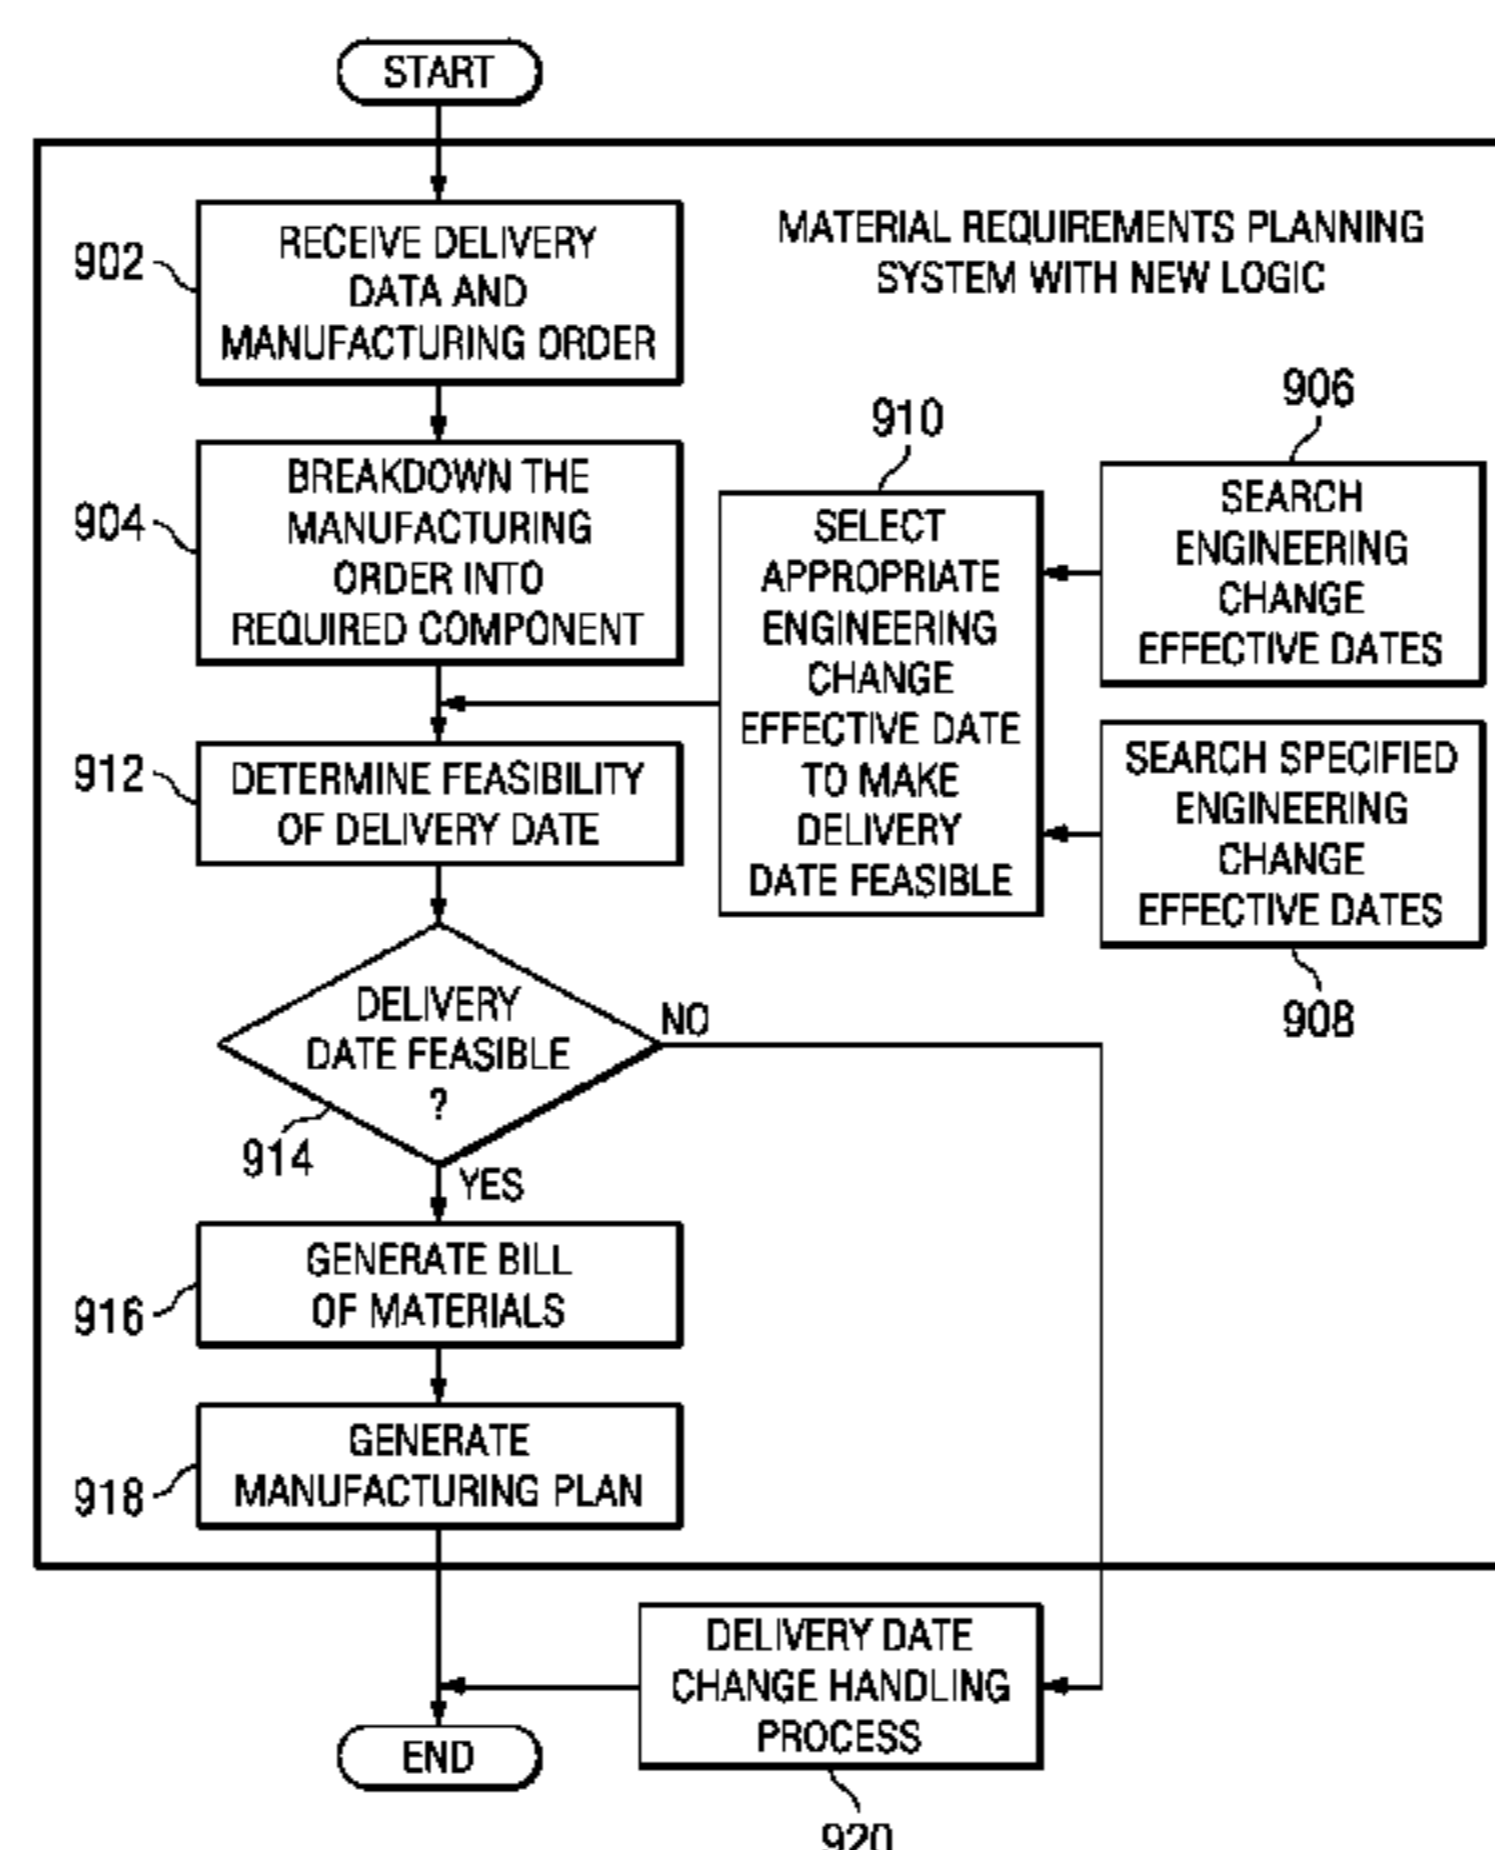 START
MATERIAL REQUIREMENTS PLANNING
SYSTEM WITH NEW LOGIC
902
RECEIVE DELIVERY
DATA AND
MANUFACTURING ORDER
904
BREAKDOWN THE
MANUFACTURING
ORDER INTO
REQUIRED COMPONENT
906
SEARCH
ENGINEERING
CHANGE
EFFECTIVE DATES
SEARCH SPECIFIED
ENGINEERING
CHANGE
EFFECTIVE DATES
908
910
SELECT
APPROPRIATE
ENGINEERING
CHANGE
EFFECTIVE DATE
TO MAKE
DELIVERY
DATE FEASIBLE
912
DETERMINE FEASIBILITY
OF DELIVERY DATE
DELIVERY
DATE FEASIBLE
?
914
NO
YES
916
GENERATE BILL
OF MATERIALS
918
GENERATE
MANUFACTURING PLAN
DELIVERY DATE
CHANGE HANDLING
PROCESS
920
END